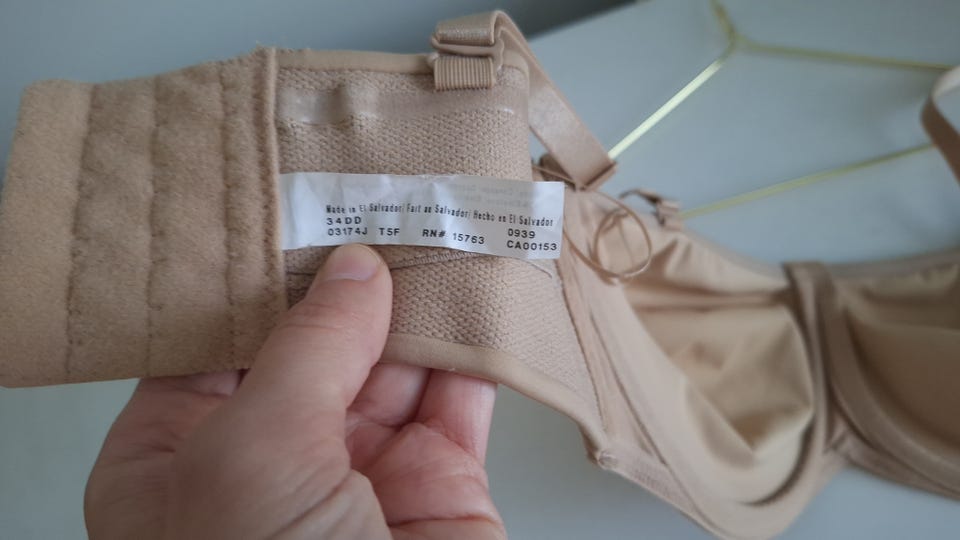 Made in El Salvador/ Fait au Salvador/ Hecho en El Salvador
34DD 0939
03174J TSF RN# 15763 CA00153